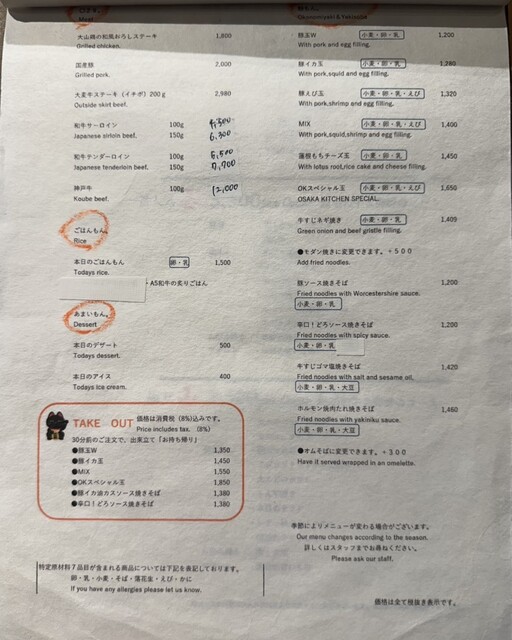 Meat
大山鶏の和風おろしステーキ 1,800
Grilled chicken.
国産豚 2,000
Grilled pork.
大麦牛ステーキ (イチボ) 200g 2,980
Outside skirt beef.
和牛サーロイン 100g 4,300
Japanese sirloin beef. 150g 6,300
和牛テンダーロイン 100g 5,500
Japanese tenderloin beef. 150g 7,700
神戸牛 100g 12,000
Koube beef.
ごはんもん。
Rice
本日のごはんもん 卵・乳 1,500
Todays rice.
・A5和牛の炙りごはん
あまいもん。
Dessert
本日のデザート 500
Todays dessert.
本日のアイス 400
Todays ice cream.
TAKE OUT 価格は消費税 (8%)込みです。
Price includes tax. (8%)
30分前のご注文で、出来立て「お持ち帰り」
●豚玉W 1,350
●豚イカ玉 1,450
●MIX 1,550
●OKスペシャル玉 1,850
●豚イカ油カスソース焼きそば 1,380
●辛口!どろソース焼きそば 1,380
特定原材料7品目が含まれる商品については下記を表記しております。
卵・乳・小麦・そば・落花生・えび・かに
If you have any allergies please let us know.
Okonomiyaki & Yakisoba
豚玉W 小麦・卵・乳 1,200
With pork and egg filling.
豚イカ玉 小麦・卵・乳 1,280
With pork,squid and egg filling.
豚えび玉 小麦・卵・乳・えび 1,320
With pork,shrimp and egg filling.
MIX 小麦・卵・乳・えび 1,400
With pork,squid,shrimp and egg filling.
蓮根もちチーズ玉 小麦・卵・乳 1,450
With lotus root,rice cake and cheese filling.
OKスペシャル玉 小麦・卵・乳・えび 1,650
OSAKA KITCHEN SPECIAL.
牛すじネギ焼き 小麦・卵・乳 1,409
Green onion and beef gristle filling.
●モダン焼きに変更できます。+500
Add fried noodles.
豚ソース焼きそば 1,200
Fried noodles with Worcestershire sauce.
小麦・卵・乳
辛口!どろソース焼きそば 1,200
Fried noodles with spicy sauce.
小麦・卵・乳
牛すじゴマ塩焼きそば 1,420
Fried noodles with salt and sesame oil.
小麦・卵・乳・大豆
ホルモン焼肉たれ焼きそば 1,460
Fried noodles with yakiniku sauce.
小麦・卵・乳・大豆
●オムそばに変更できます。+300
Have it served wrapped in an omelette.
季節によりメニューが変わる場合がございます。
Our menu changes according to the season.
詳しくはスタッフまでお尋ねください。
Please ask our staff.
価格は全て税抜き表示です。